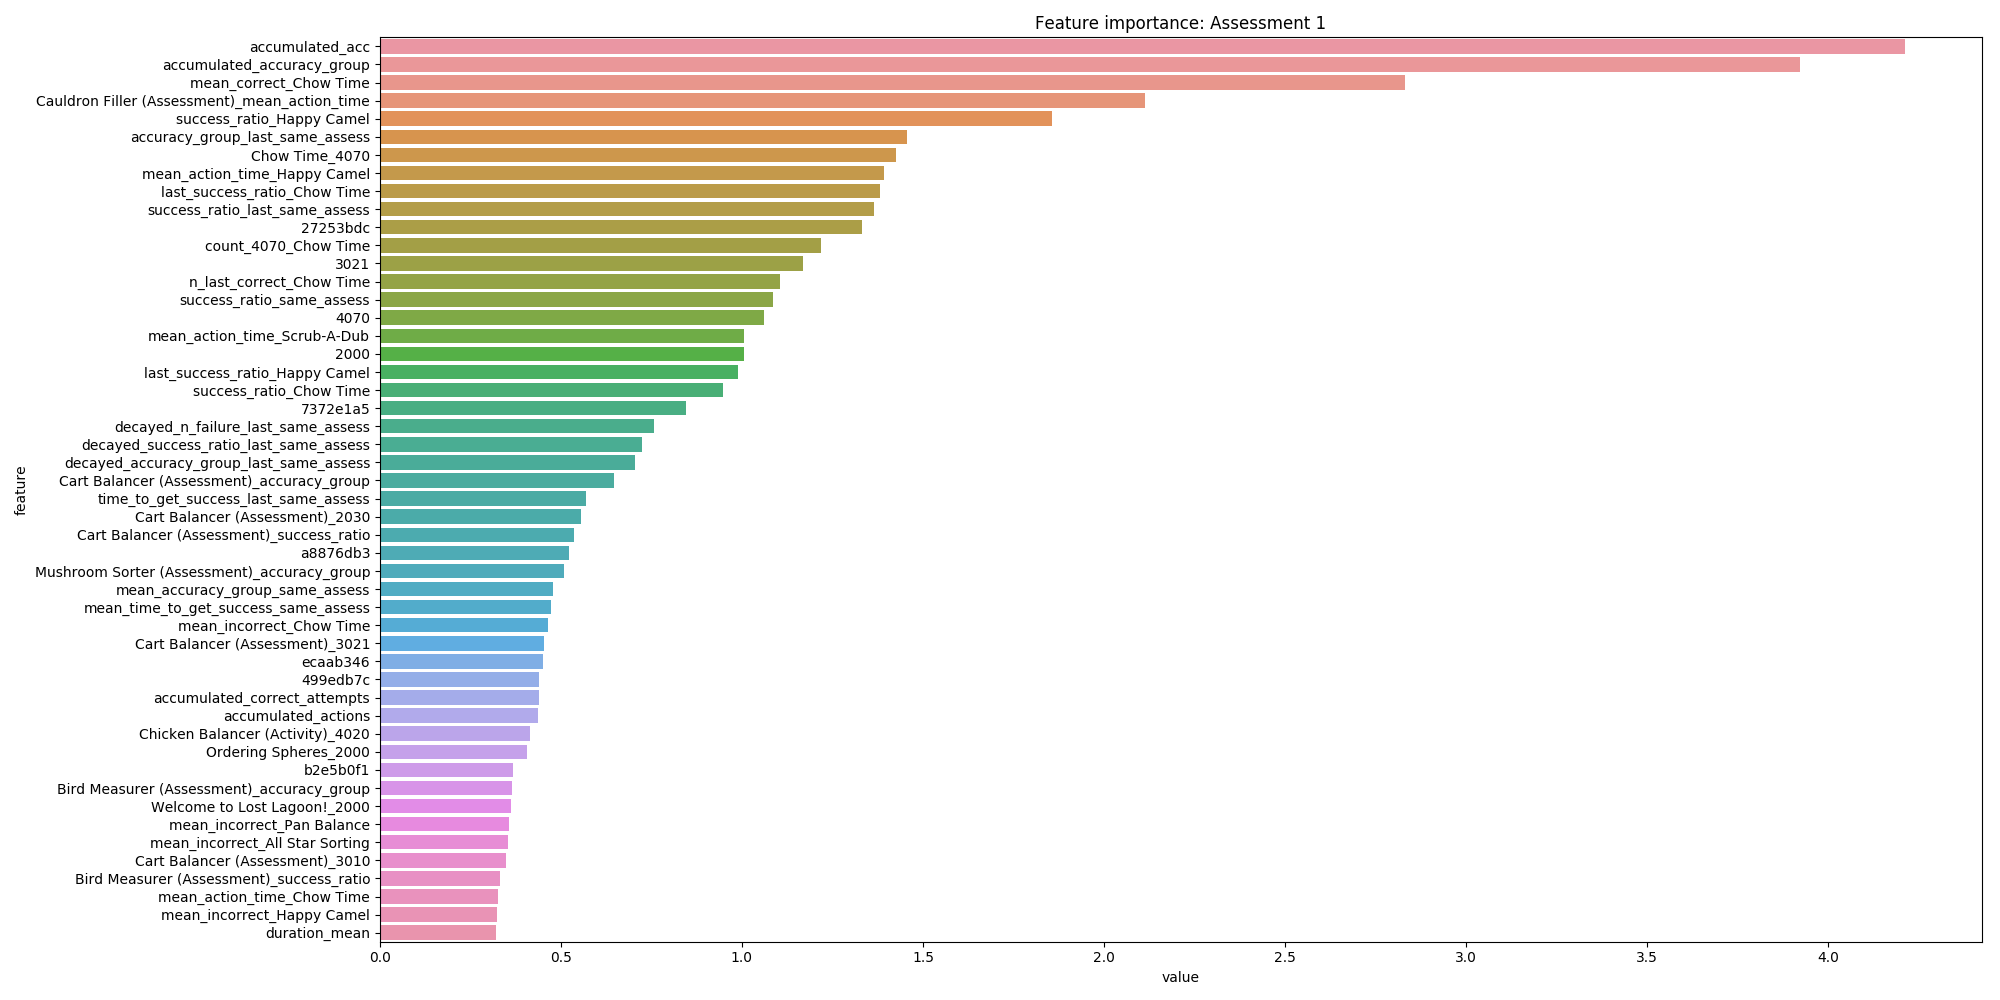 Feature importance: Assessment 1
accumulated_acc
accumulated_accuracy_group
mean_correct_Chow Time
Cauldron Filler (Assessment)_mean_action_time
success_ratio_Happy Camel
accuracy_group_last_same_assess
Chow Time_4070
mean_action_time_Happy Camel
last_success_ratio_Chow Time
success_ratio_last_same_assess
27253bdc
count_4070_Chow Time
3021
n_last_correct_Chow Time
success_ratio_same_assess
4070
mean_action_time_Scrub-A-Dub
2000
last_success_ratio_Happy Camel
success_ratio_Chow Time
7372e1a5
decayed_n_failure_last_same_assess
decayed_success_ratio_last_same_assess
decayed_accuracy_group_last_same_assess
Cart Balancer (Assessment)_accuracy_group
time_to_get_success_last_same_assess
Cart Balancer (Assessment)_2030
Cart Balancer (Assessment)_success_ratio
a8876db3
Mushroom Sorter (Assessment)_accuracy_group
mean_accuracy_group_same_assess
mean_time_to_get_success_same_assess
mean_incorrect_Chow Time
Cart Balancer (Assessment)_3021
ecaab346
499edb7c
accumulated_correct_attempts
accumulated_actions
Chicken Balancer (Activity)_4020
Ordering Spheres_2000
b2e5b0f1
Bird Measurer (Assessment)_accuracy_group
Welcome to Lost Lagoon!_2000
mean_incorrect_Pan Balance
mean_incorrect_All Star Sorting
Cart Balancer (Assessment)_3010
Bird Measurer (Assessment)_success_ratio
mean_action_time_Chow Time
mean_incorrect_Happy Camel
duration_mean
feature
0.0 0.5 1.0 1.5 2.0 2.5 3.0 3.5 4.0
value